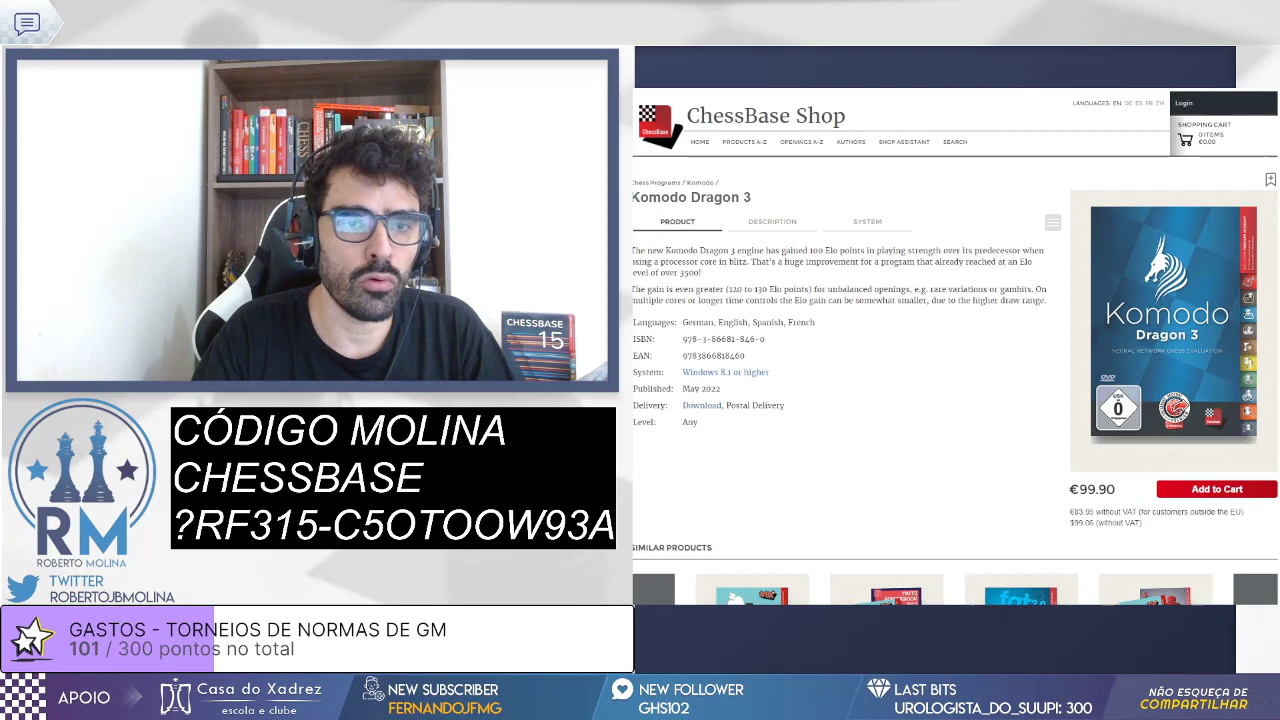 CHESSBASE
15
CÓDIGO MOLINA
CHESSBASE
?RF315-C5OTOOW93A
RM
ROBERTO MOLINA
TWITTER
ROBERTOJBMOLINA
GASTOS - TORNEIOS DE NORMAS DE GM
101 / 300 pontos no total
ChessBase
ChessBase Shop
LANGUAGES: EN DE ES FR ZH
Login
SHOPPING CART
0 ITEMS
€0.00
HOME PRODUCTS A-Z OPENINGS A-Z AUTHORS SHOP ASSISTANT SEARCH
Chess Programs / Komodo /
Komodo Dragon 3
PRODUCT DESCRIPTION SYSTEM
The new Komodo Dragon 3 engine has gained 100 Elo points in playing strength over its predecessor when
using a processor core in blitz. That's a huge improvement for a program that already reached at an Elo
level of over 3500!
The gain is even greater (120 to 130 Elo points) for unbalanced openings, e.g. rare variations or gambits. On
multiple cores or longer time controls the Elo gain can be somewhat smaller, due to the higher draw range.
Languages: German, English, Spanish, French
ISBN: 978-3-86681-846-0
EAN: 9783866818460
System: Windows 8.1 or higher
Published: May 2022
Delivery: Download, Postal Delivery
Level: Any
Komodo
Dragon 3
NEURAL NETWORK CHESS EVALUATION
DVD
USK
0
€99.90
Add to Cart
€83.95 without VAT (for customers outside the EU)
$99.06 (without VAT)
SIMILAR PRODUCTS
APOIO
Casa do Xadrez
escola e clube
NEW SUBSCRIBER
FERNANDOJFMG
NEW FOLLOWER
GHS102
LAST BITS
UROLOGISTA_DO_SUUPI: 300
NÃO ESQUEÇA DE
COMPARTILHAR